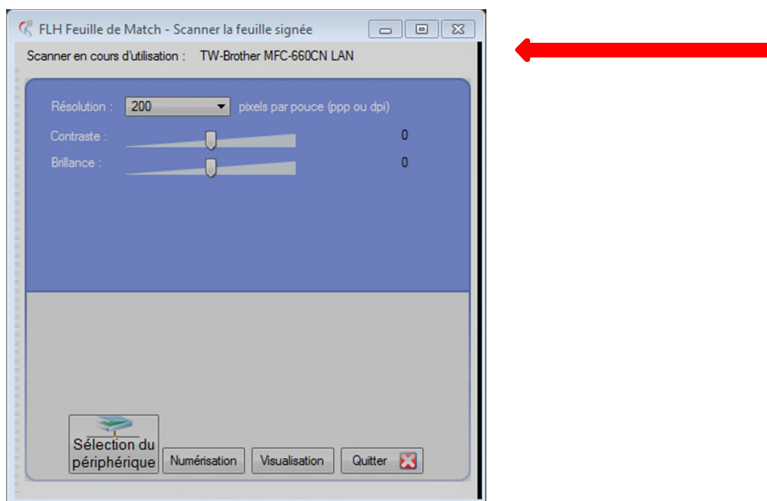 FLH Feuille de Match - Scanner la feuille signée
Scanner en cours d'utilisation : TW-Brother MFC-660CN LAN
Résolution : 200 pixels par pouce (ppp ou dpi)
Contraste : 0
Brillance : 0
Sélection du
périphérique Numérisation Visualisation Quitter